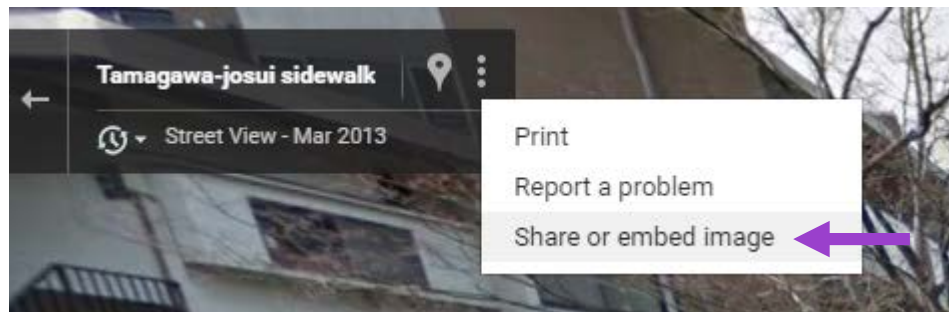 Tamagawa-josui sidewalk
Street View - Mar 2013
Print
Report a problem
Share or embed image